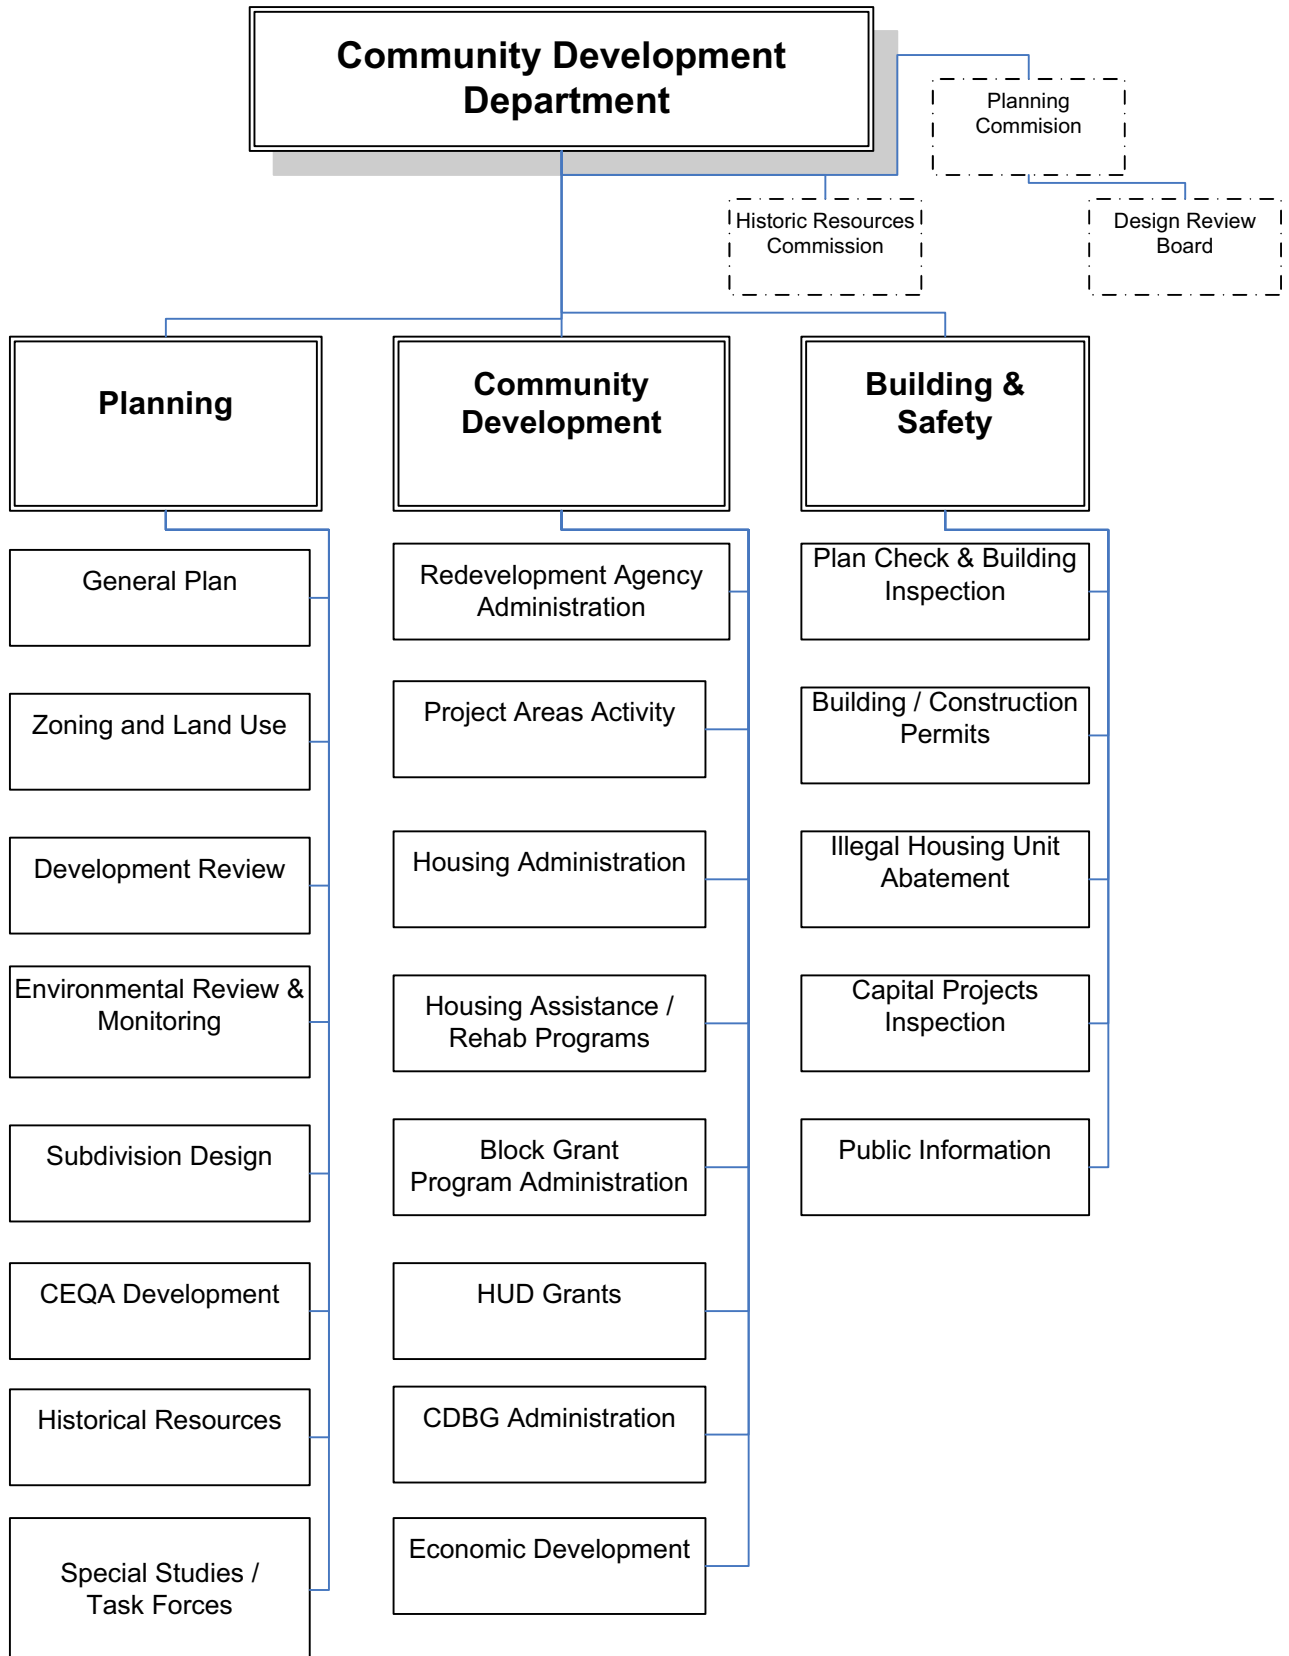 Community Development
Department
Planning
Commision
Historic Resources
Commission
Design Review
Board
Planning
Community
Development
Building &
Safety
General Plan
Zoning and Land Use
Development Review
Environmental Review &
Monitoring
Subdivision Design
CEQA Development
Historical Resources
Special Studies /
Task Forces
Redevelopment Agency
Administration
Project Areas Activity
Housing Administration
Housing Assistance /
Rehab Programs
Block Grant
Program Administration
HUD Grants
CDBG Administration
Economic Development
Plan Check & Building
Inspection
Building / Construction
Permits
Illegal Housing Unit
Abatement
Capital Projects
Inspection
Public Information